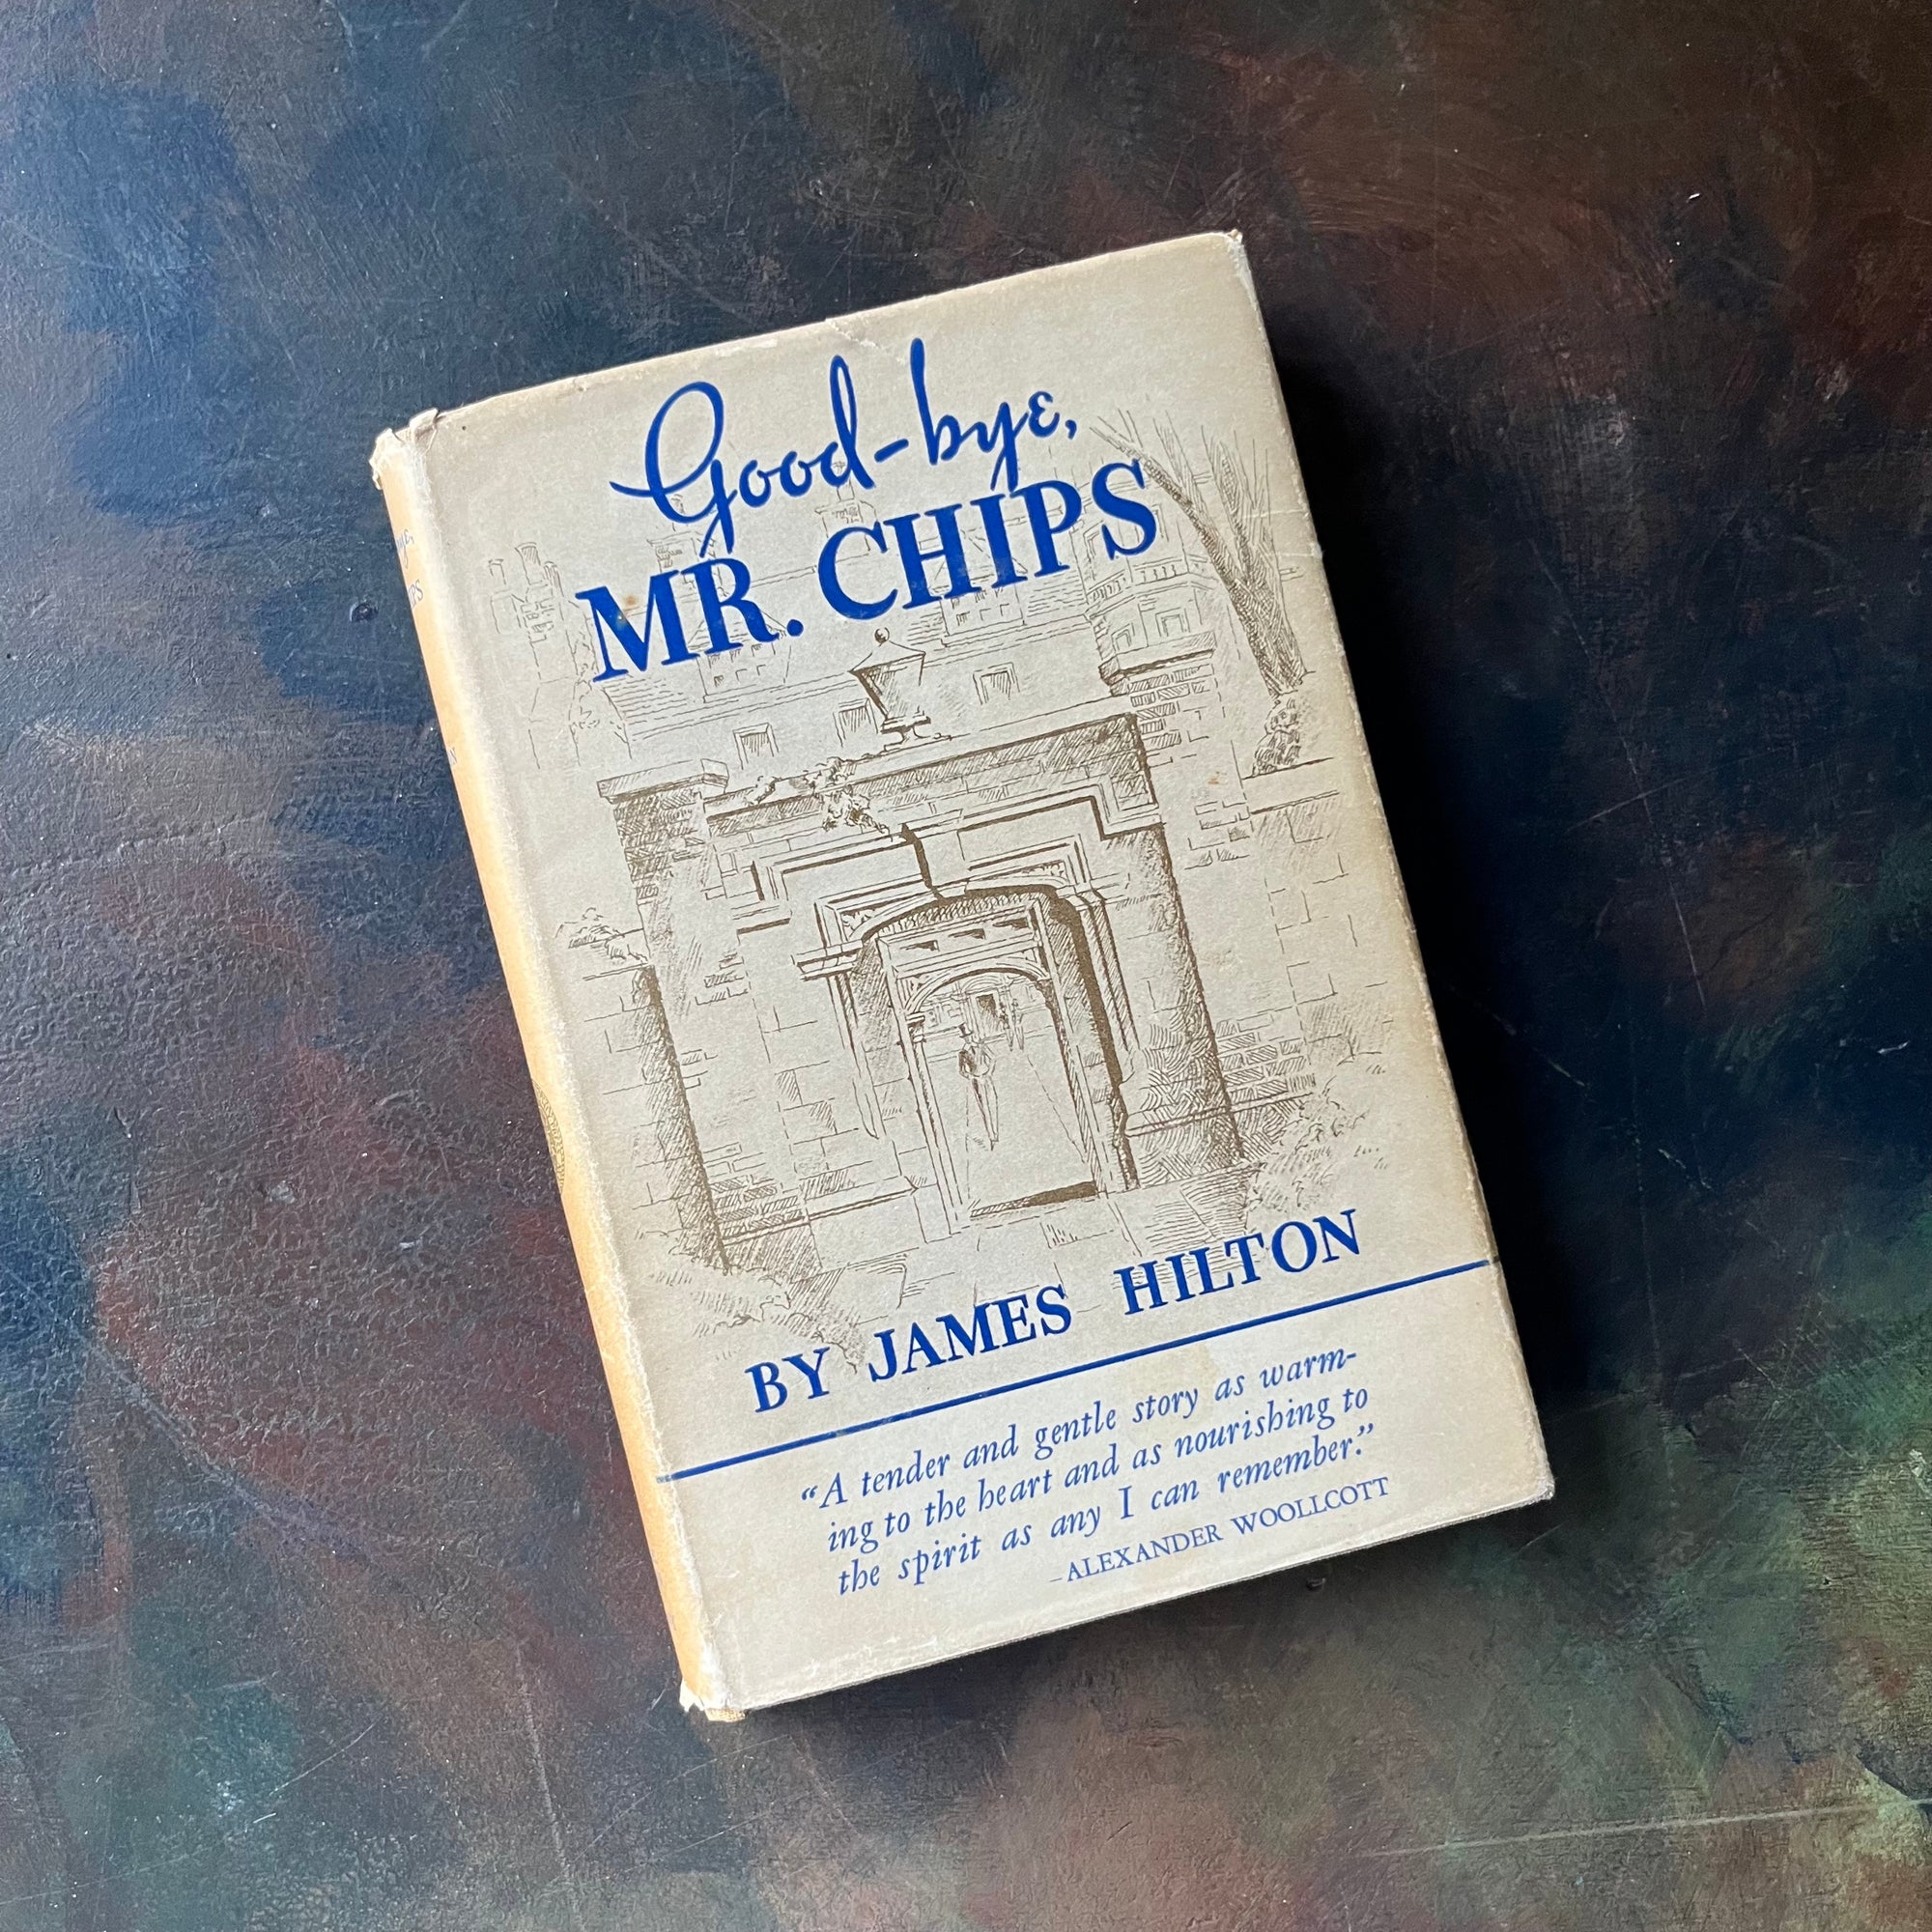 Good-bye,
MR. CHIPS
BY JAMES HILTON
"A tender and gentle story as warm-
ing to the heart and as nourishing to
the spirit as any I can remember."
—ALEXANDER WOOLLCOTT